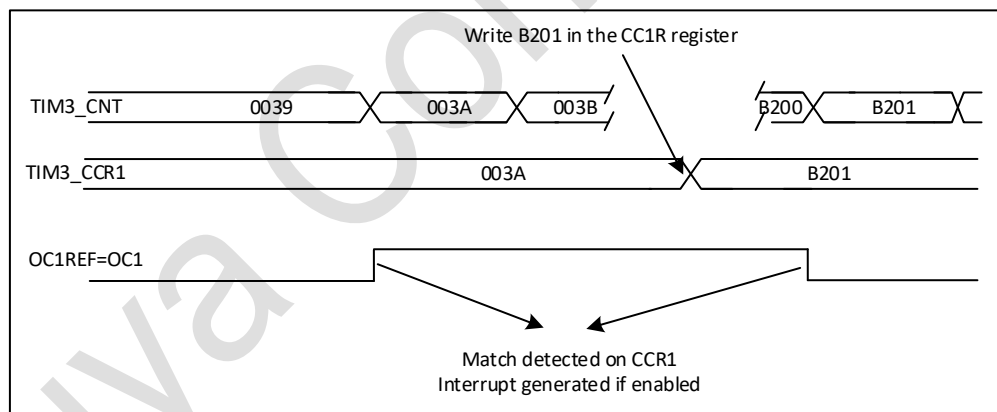 Write B201 in the CC1R register
TIM3_CNT 0039 003A 003B B200 B201
TIM3_CCR1 003A B201
OC1REF=OC1
Match detected on CCR1
Interrupt generated if enabled